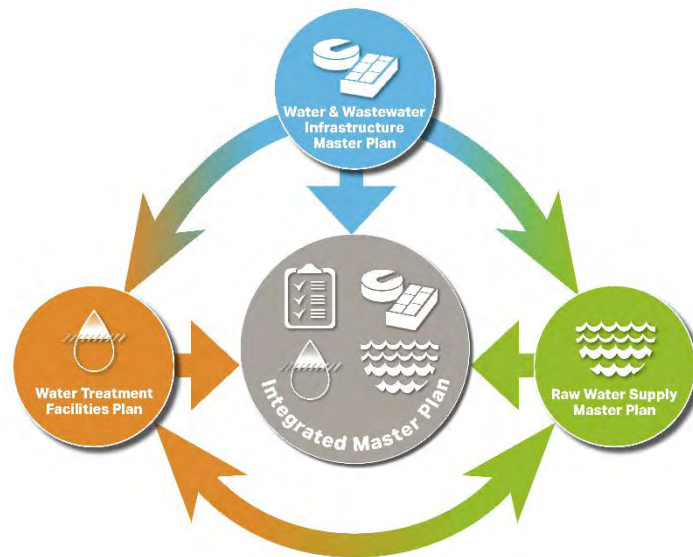 Water & Wastewater
Infrastructure
Master Plan
Water Treatment
Facilities Plan
Integrated Master Plan
Raw Water Supply
Master Plan